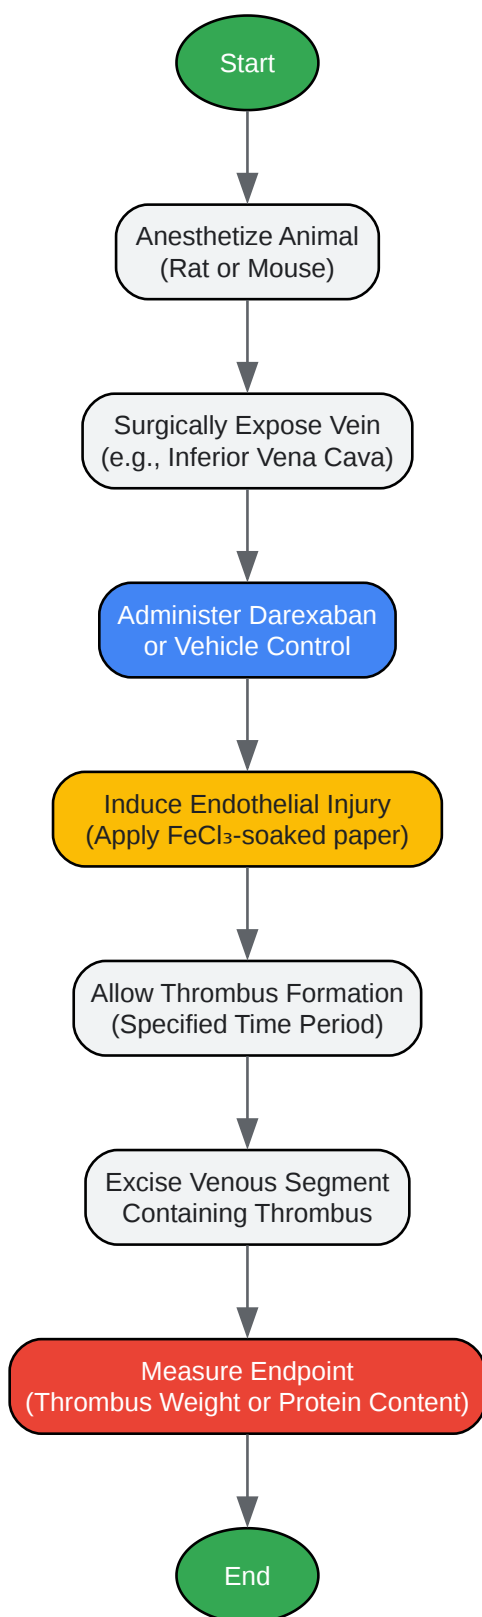 Start
Anesthetize Animal
(Rat or Mouse)
Surgically Expose Vein
(e.g., Inferior Vena Cava)
Administer Darexaban
or Vehicle Control
Induce Endothelial Injury
(Apply FeCl₃-soaked paper)
Allow Thrombus Formation
(Specified Time Period)
Excise Venous Segment
Containing Thrombus
Measure Endpoint
(Thrombus Weight or Protein Content)
End